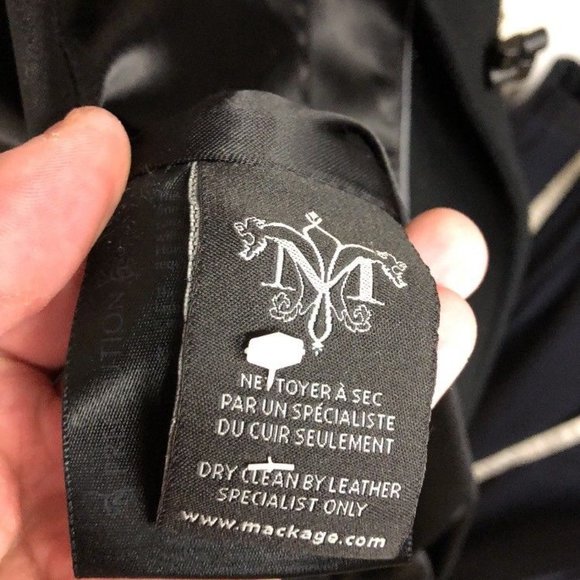 M
NETTOYER À SEC
PAR UN SPÉCIALISTE
DU CUIR SEULEMENT
DRY CLEAN BY LEATHER
SPECIALIST ONLY
www.mackage.com